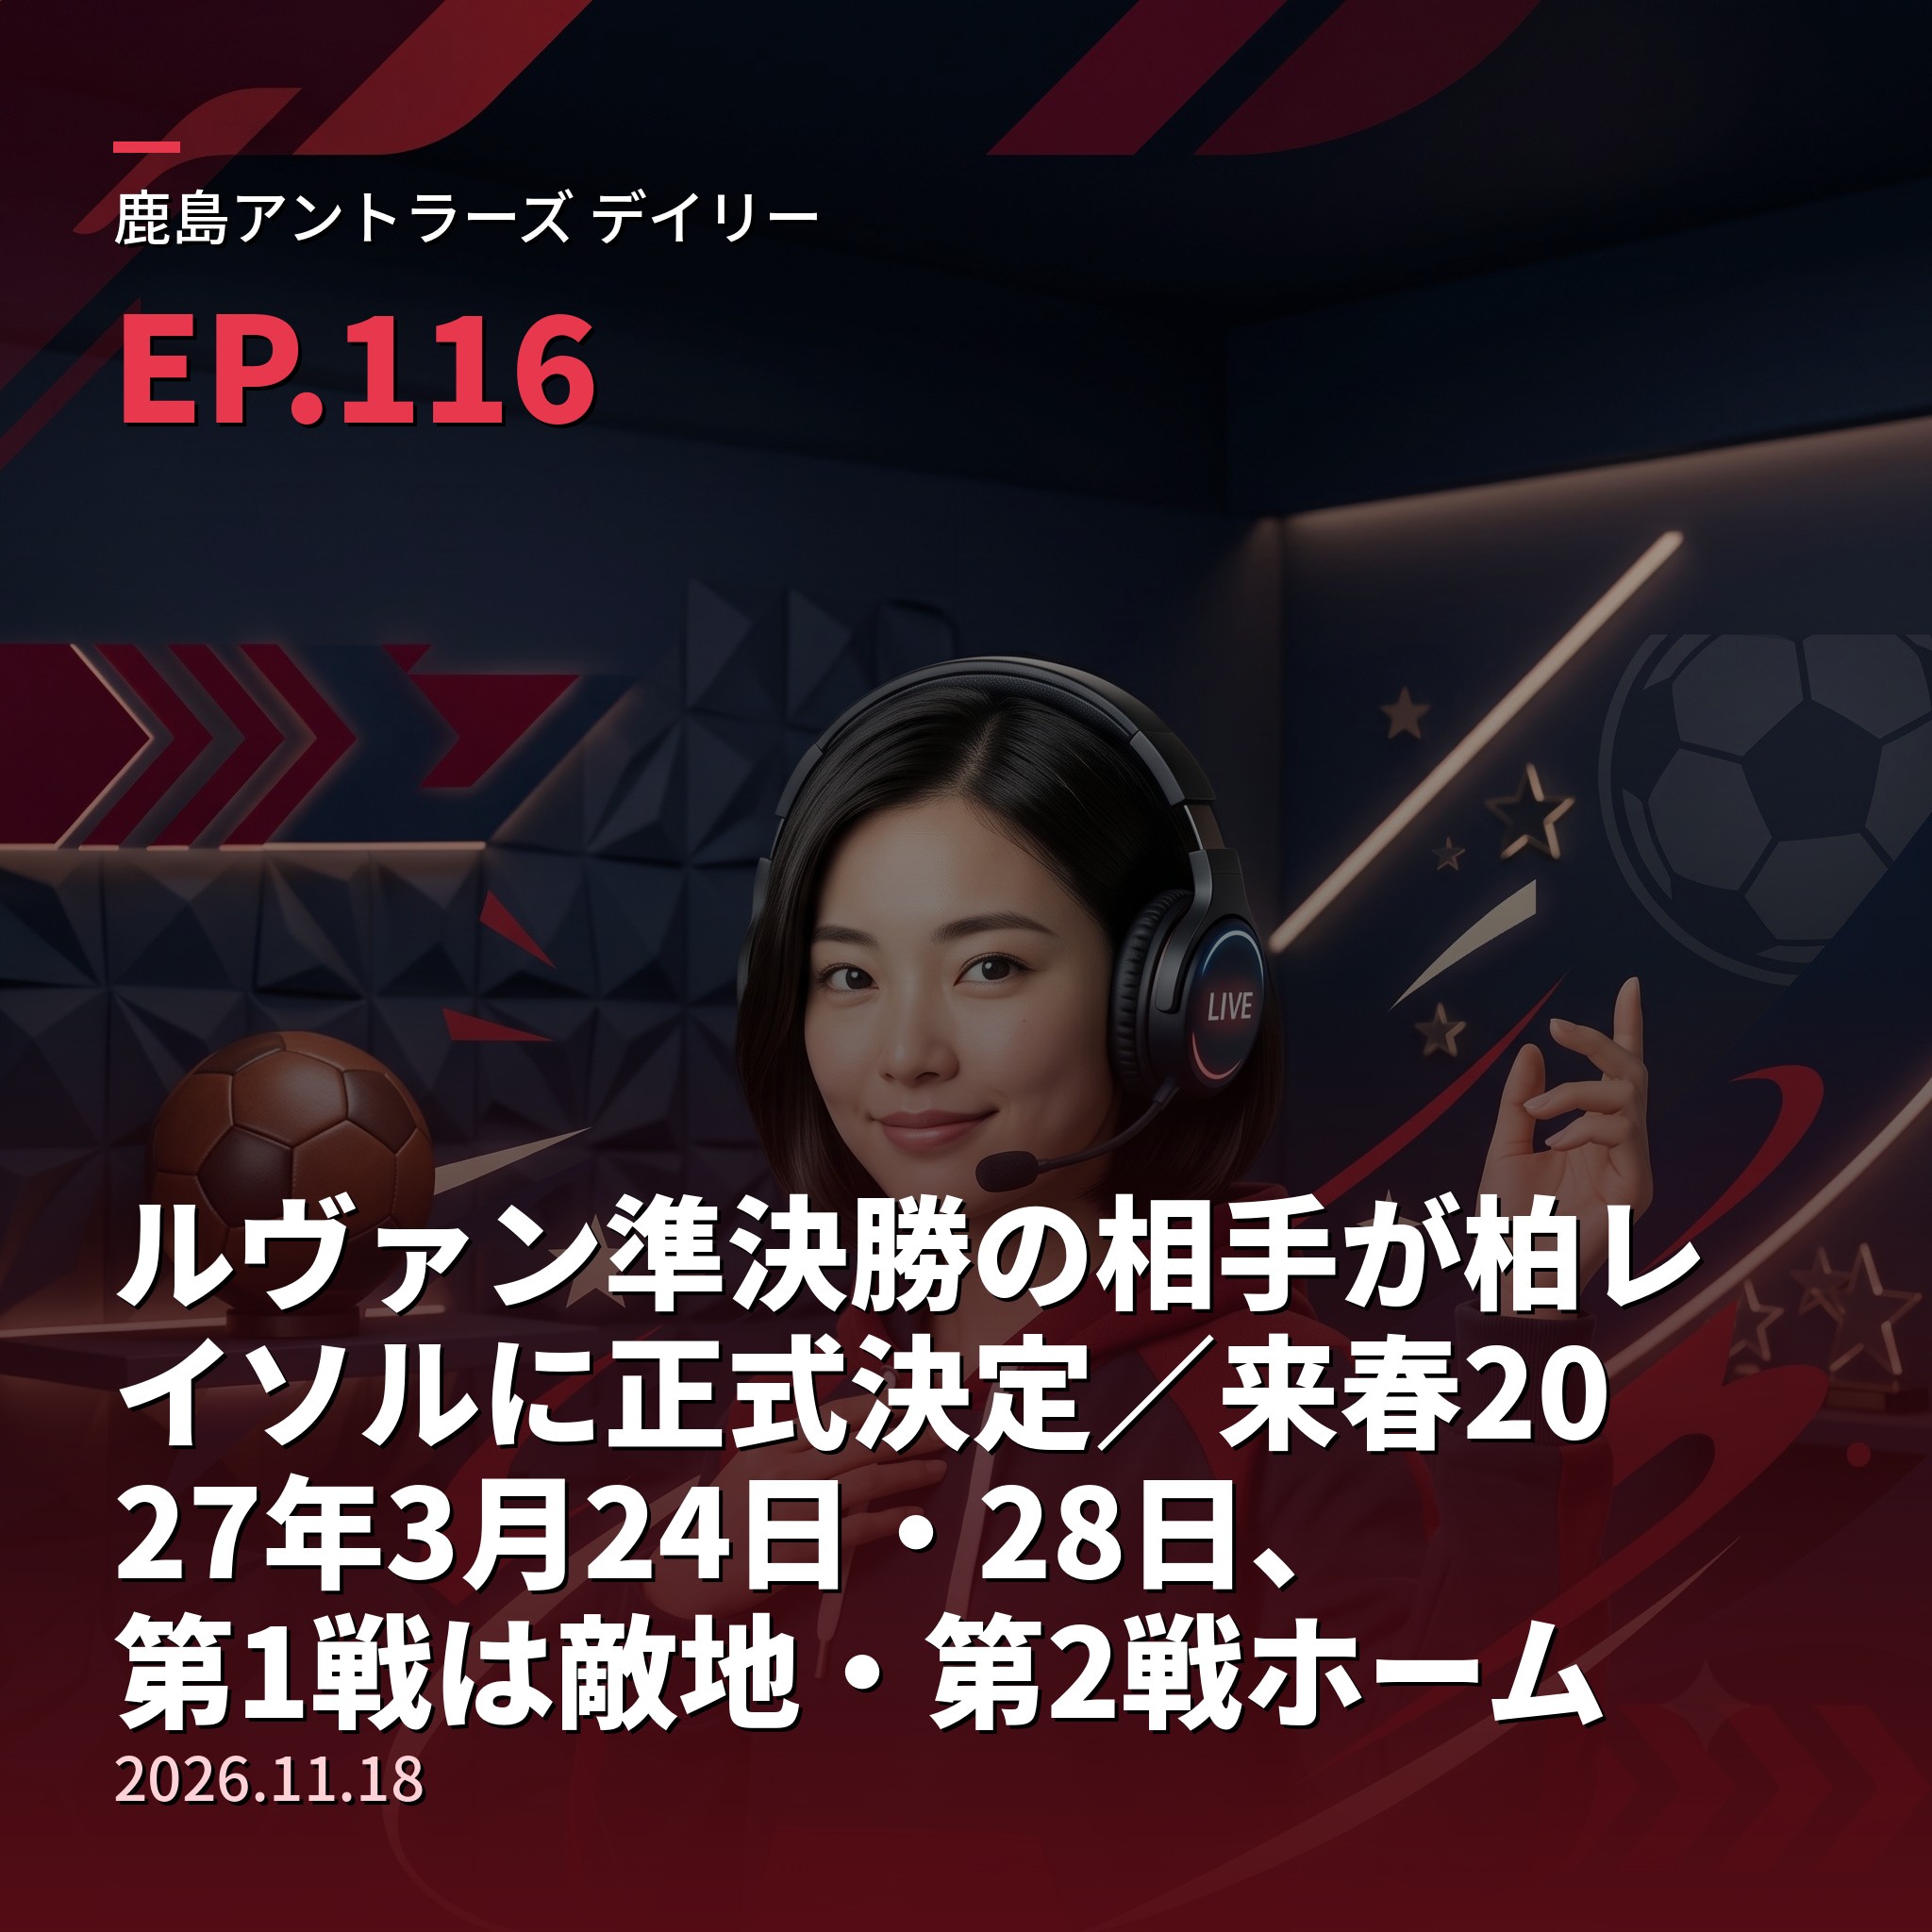 鹿島アントラーズ デイリー
EP.116
LIVE
ルヴァン準決勝の相手が柏レ
イソルに正式決定／来春20
27年3月24日・28日、
第1戦は敵地・第2戦ホーム
2026.11.18